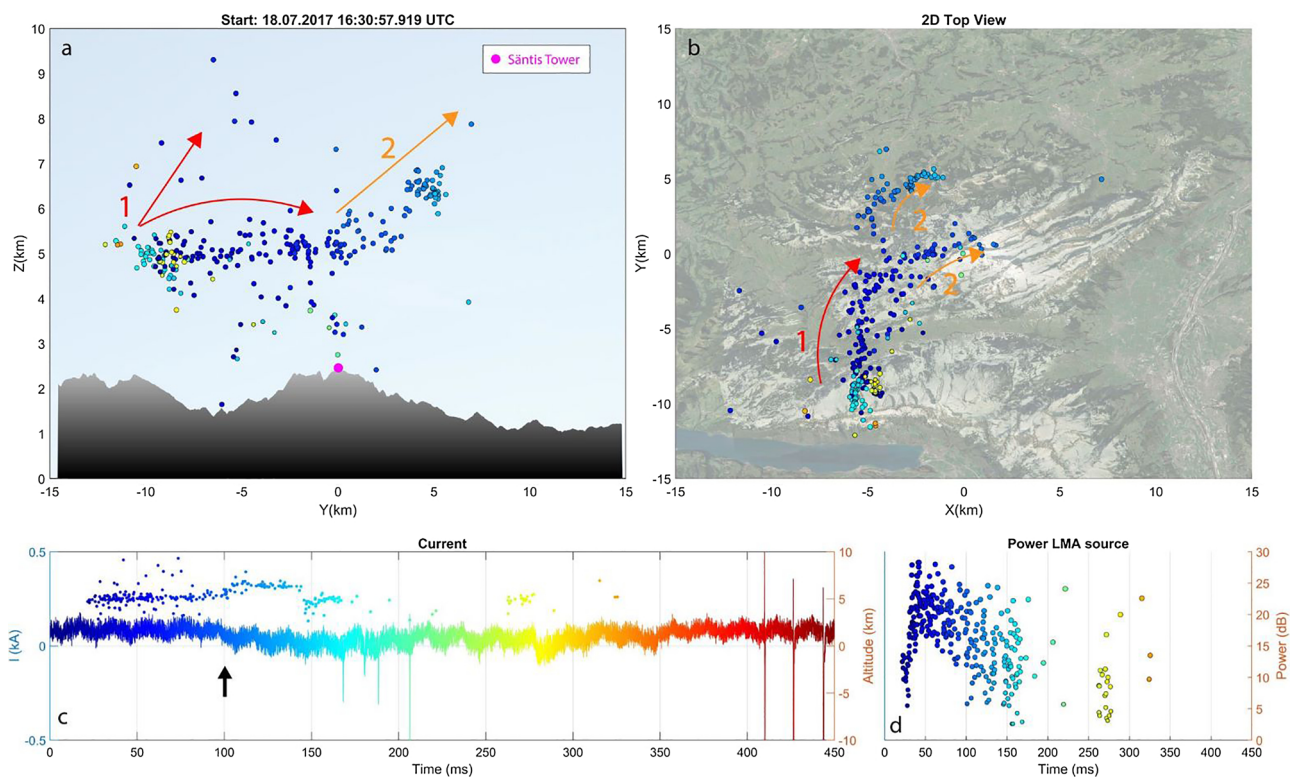 Start: 18.07.2017 16:30:57.919 UTC
a
Säntis Tower
1
2
Z(km)
10
9
8
7
6
5
4
3
2
1
0
-15 -10 -5 0 5 10 15
Y(km)
2D Top View
b
2
2
1
Y(km)
15
10
5
0
-5
-10
-15
-15 -10 -5 0 5 10 15
X(km)
Current
c
I (kA)
0.5
0
-0.5
Altitude (km)
10
5
0
-5
-10
0 50 100 150 200 250 300 350 400 450
Time (ms)
Power LMA source
d
Power (dB)
30
25
20
15
10
5
0
0 50 100 150 200 250 300 350 400 450
Time (ms)